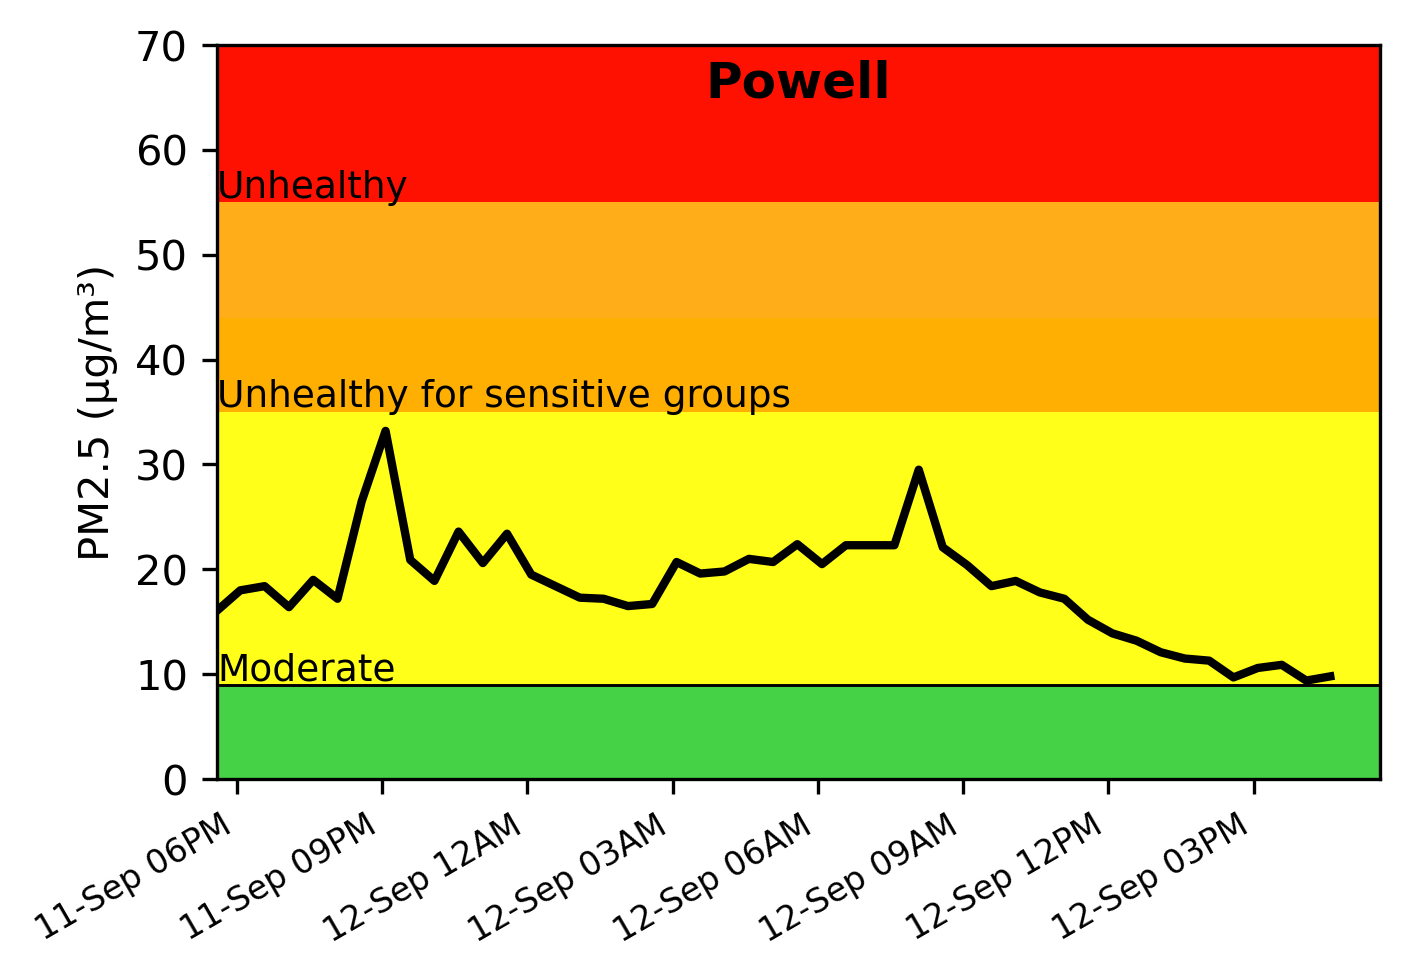 Powell
70
60
50
40
30
20
10
0
PM2.5 (µg/m³)
Unhealthy
Unhealthy for sensitive groups
Moderate
11-Sep 06PM
11-Sep 09PM
12-Sep 12AM
12-Sep 03AM
12-Sep 06AM
12-Sep 09AM
12-Sep 12PM
12-Sep 03PM